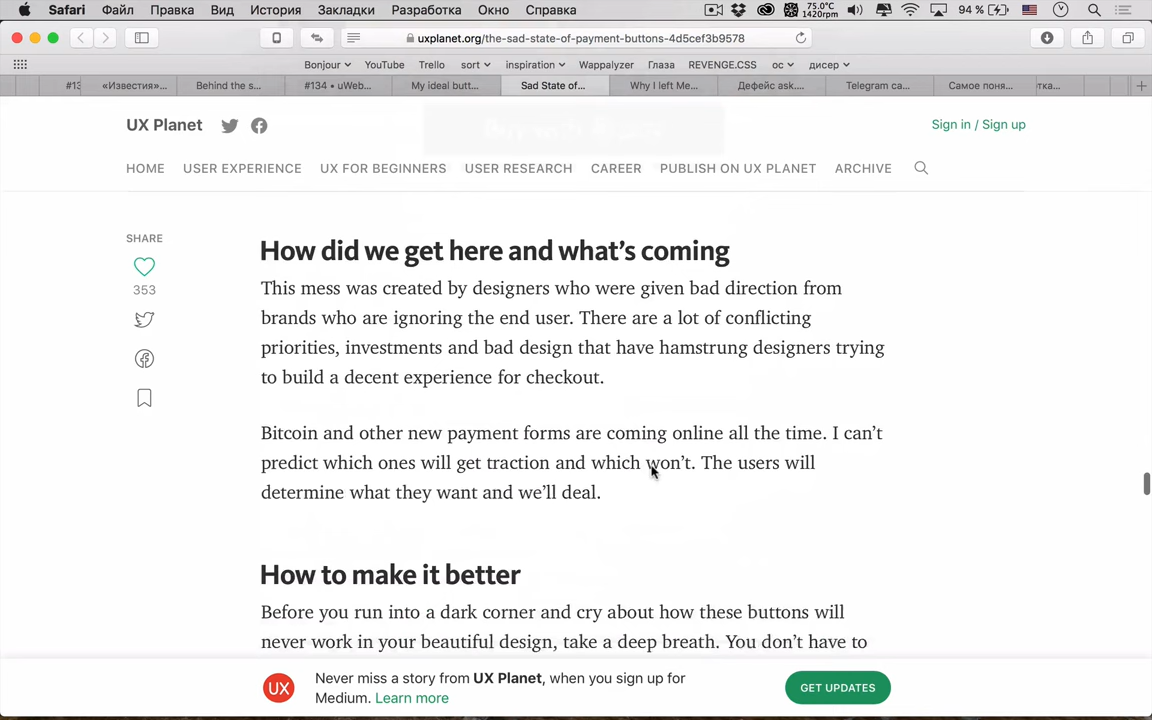 Safari Файл Правка Вид История Закладки Разработка Окно Справка 75.0°C 1420rpm 94 %
uxplanet.org/the-sad-state-of-payment-buttons-4d5cef3b9578
Bonjour YouTube Trello sort inspiration Wappalyzer Глаза REVENGE.CSS ос дисер
#13 «Известия»... Behind the s... #134 • uWeb... My ideal butt... Sad State of... Why I left Me... Дефейс ask.... Telegram ca... Самое поня... тка...
UX Planet Sign in / Sign up
HOME USER EXPERIENCE UX FOR BEGINNERS USER RESEARCH CAREER PUBLISH ON UX PLANET ARCHIVE
SHARE
353
How did we get here and what’s coming
This mess was created by designers who were given bad direction from
brands who are ignoring the end user. There are a lot of conflicting
priorities, investments and bad design that have hamstrung designers trying
to build a decent experience for checkout.
Bitcoin and other new payment forms are coming online all the time. I can’t
predict which ones will get traction and which won’t. The users will
determine what they want and we’ll deal.
How to make it better
Before you run into a dark corner and cry about how these buttons will
never work in your beautiful design, take a deep breath. You don’t have to
UX
Never miss a story from UX Planet, when you sign up for
Medium. Learn more
GET UPDATES